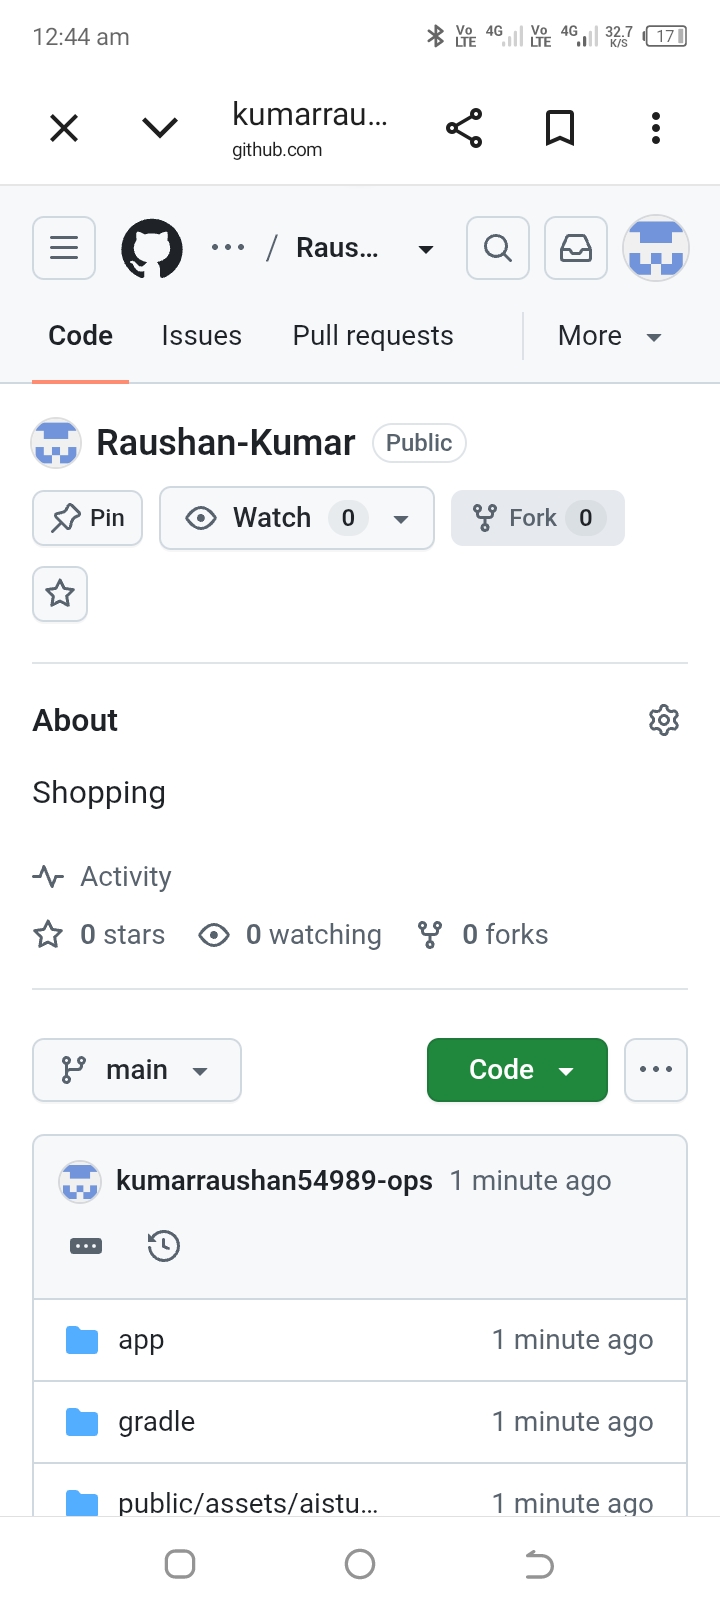 12:44 am Vo LTE 4G Vo LTE 4G 32.7 K/S 17
kumarrau...
github.com
... / Raus...
Code Issues Pull requests More
Raushan-Kumar Public
Pin Watch 0 Fork 0
About
Shopping
Activity
0 stars 0 watching 0 forks
main Code ...
kumarraushan54989-ops 1 minute ago
app 1 minute ago
gradle 1 minute ago
public/assets/aistu... 1 minute ago